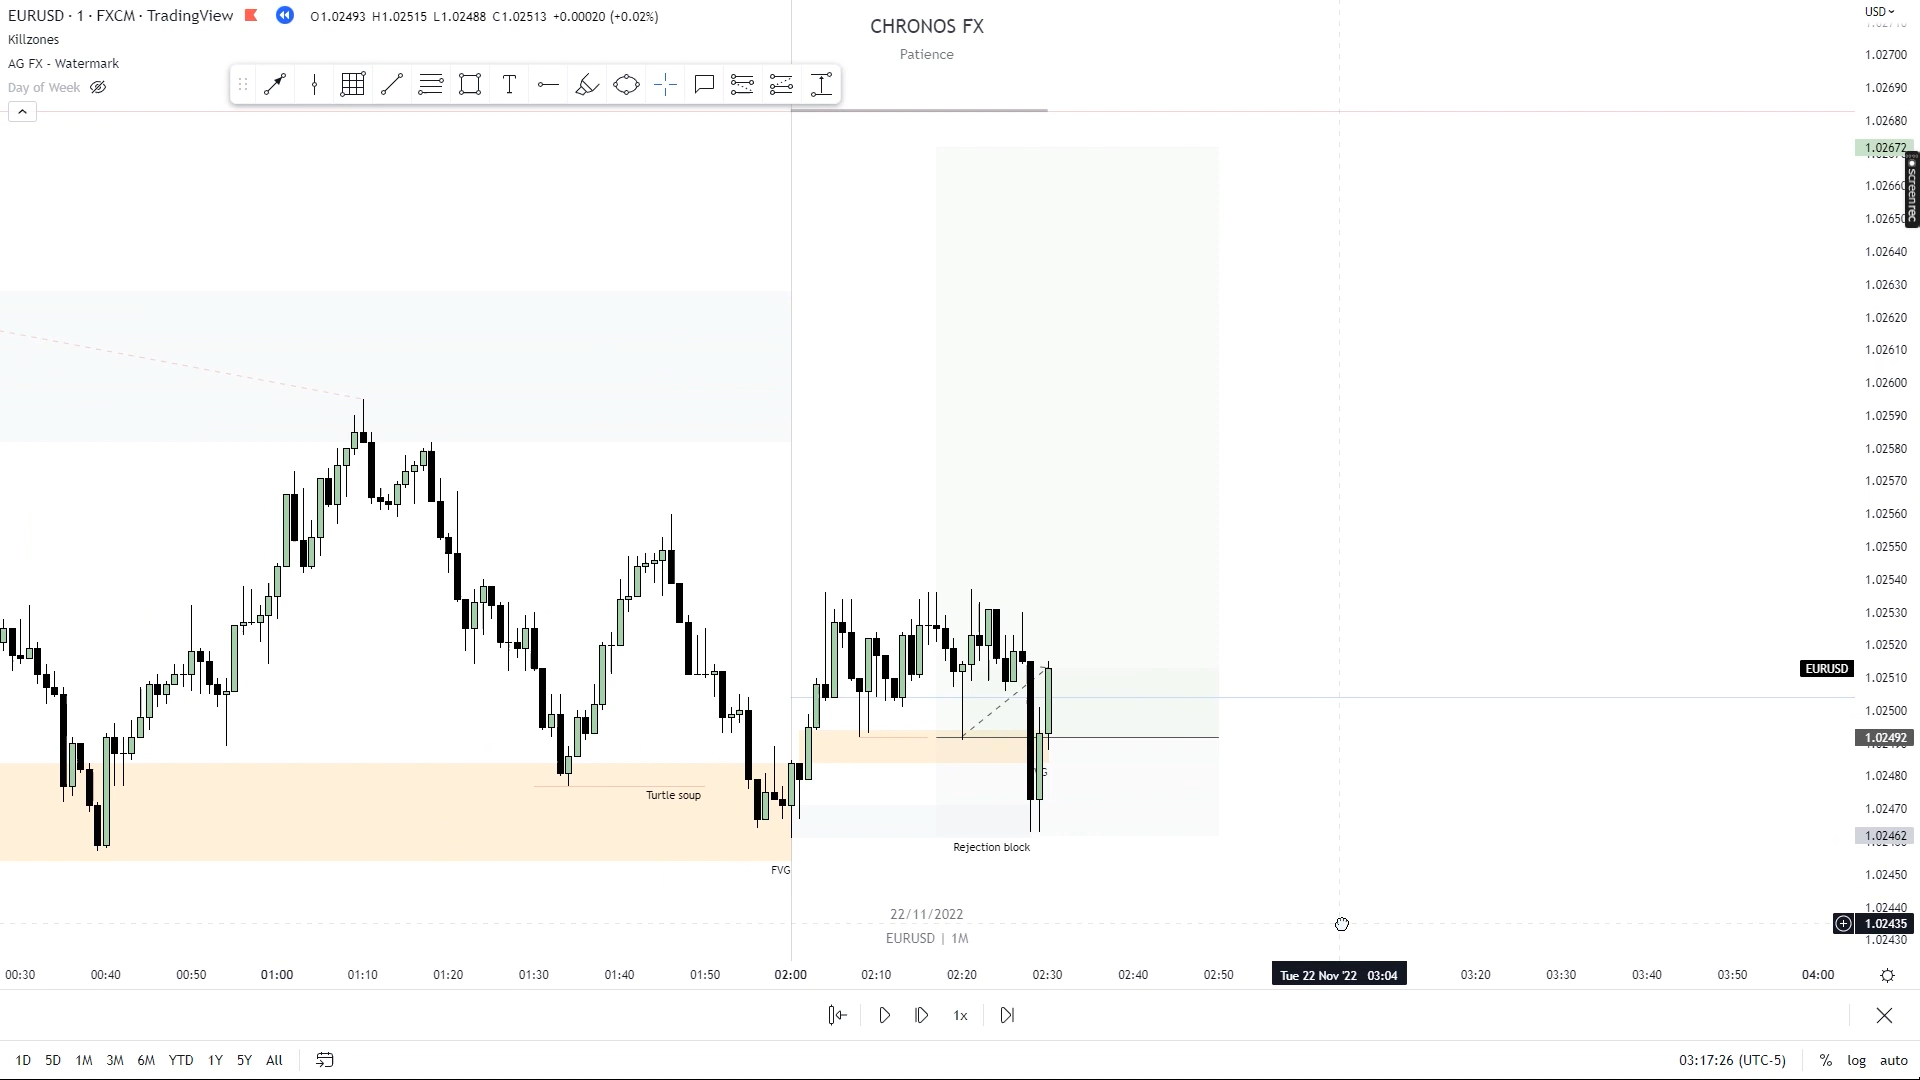 EURUSD · 1 · FXCM · TradingView O1.02493 H1.02515 L1.02488 C1.02513 +0.00020 (+0.02%)
Killzones
AG FX - Watermark
Day of Week
CHRONOS FX
Patience
USD
1.02700
1.02690
1.02680
1.02672
1.02660
1.02650
1.02640
1.02630
1.02620
1.02610
1.02600
1.02590
1.02580
1.02570
1.02560
1.02550
1.02540
1.02530
1.02520
EURUSD
1.02510
1.02500
1.02492
1.02480
1.02470
1.02462
1.02450
1.02440
1.02435
1.02430
screenrec
Turtle soup
Rejection block
FVG
22/11/2022
EURUSD | 1M
00:30 00:40 00:50 01:00 01:10 01:20 01:30 01:40 01:50 02:00 02:10 02:20 02:30 02:40 02:50 Tue 22 Nov '22 03:04 03:20 03:30 03:40 03:50 04:00
1x
1D 5D 1M 3M 6M YTD 1Y 5Y All
03:17:26 (UTC-5) % log auto